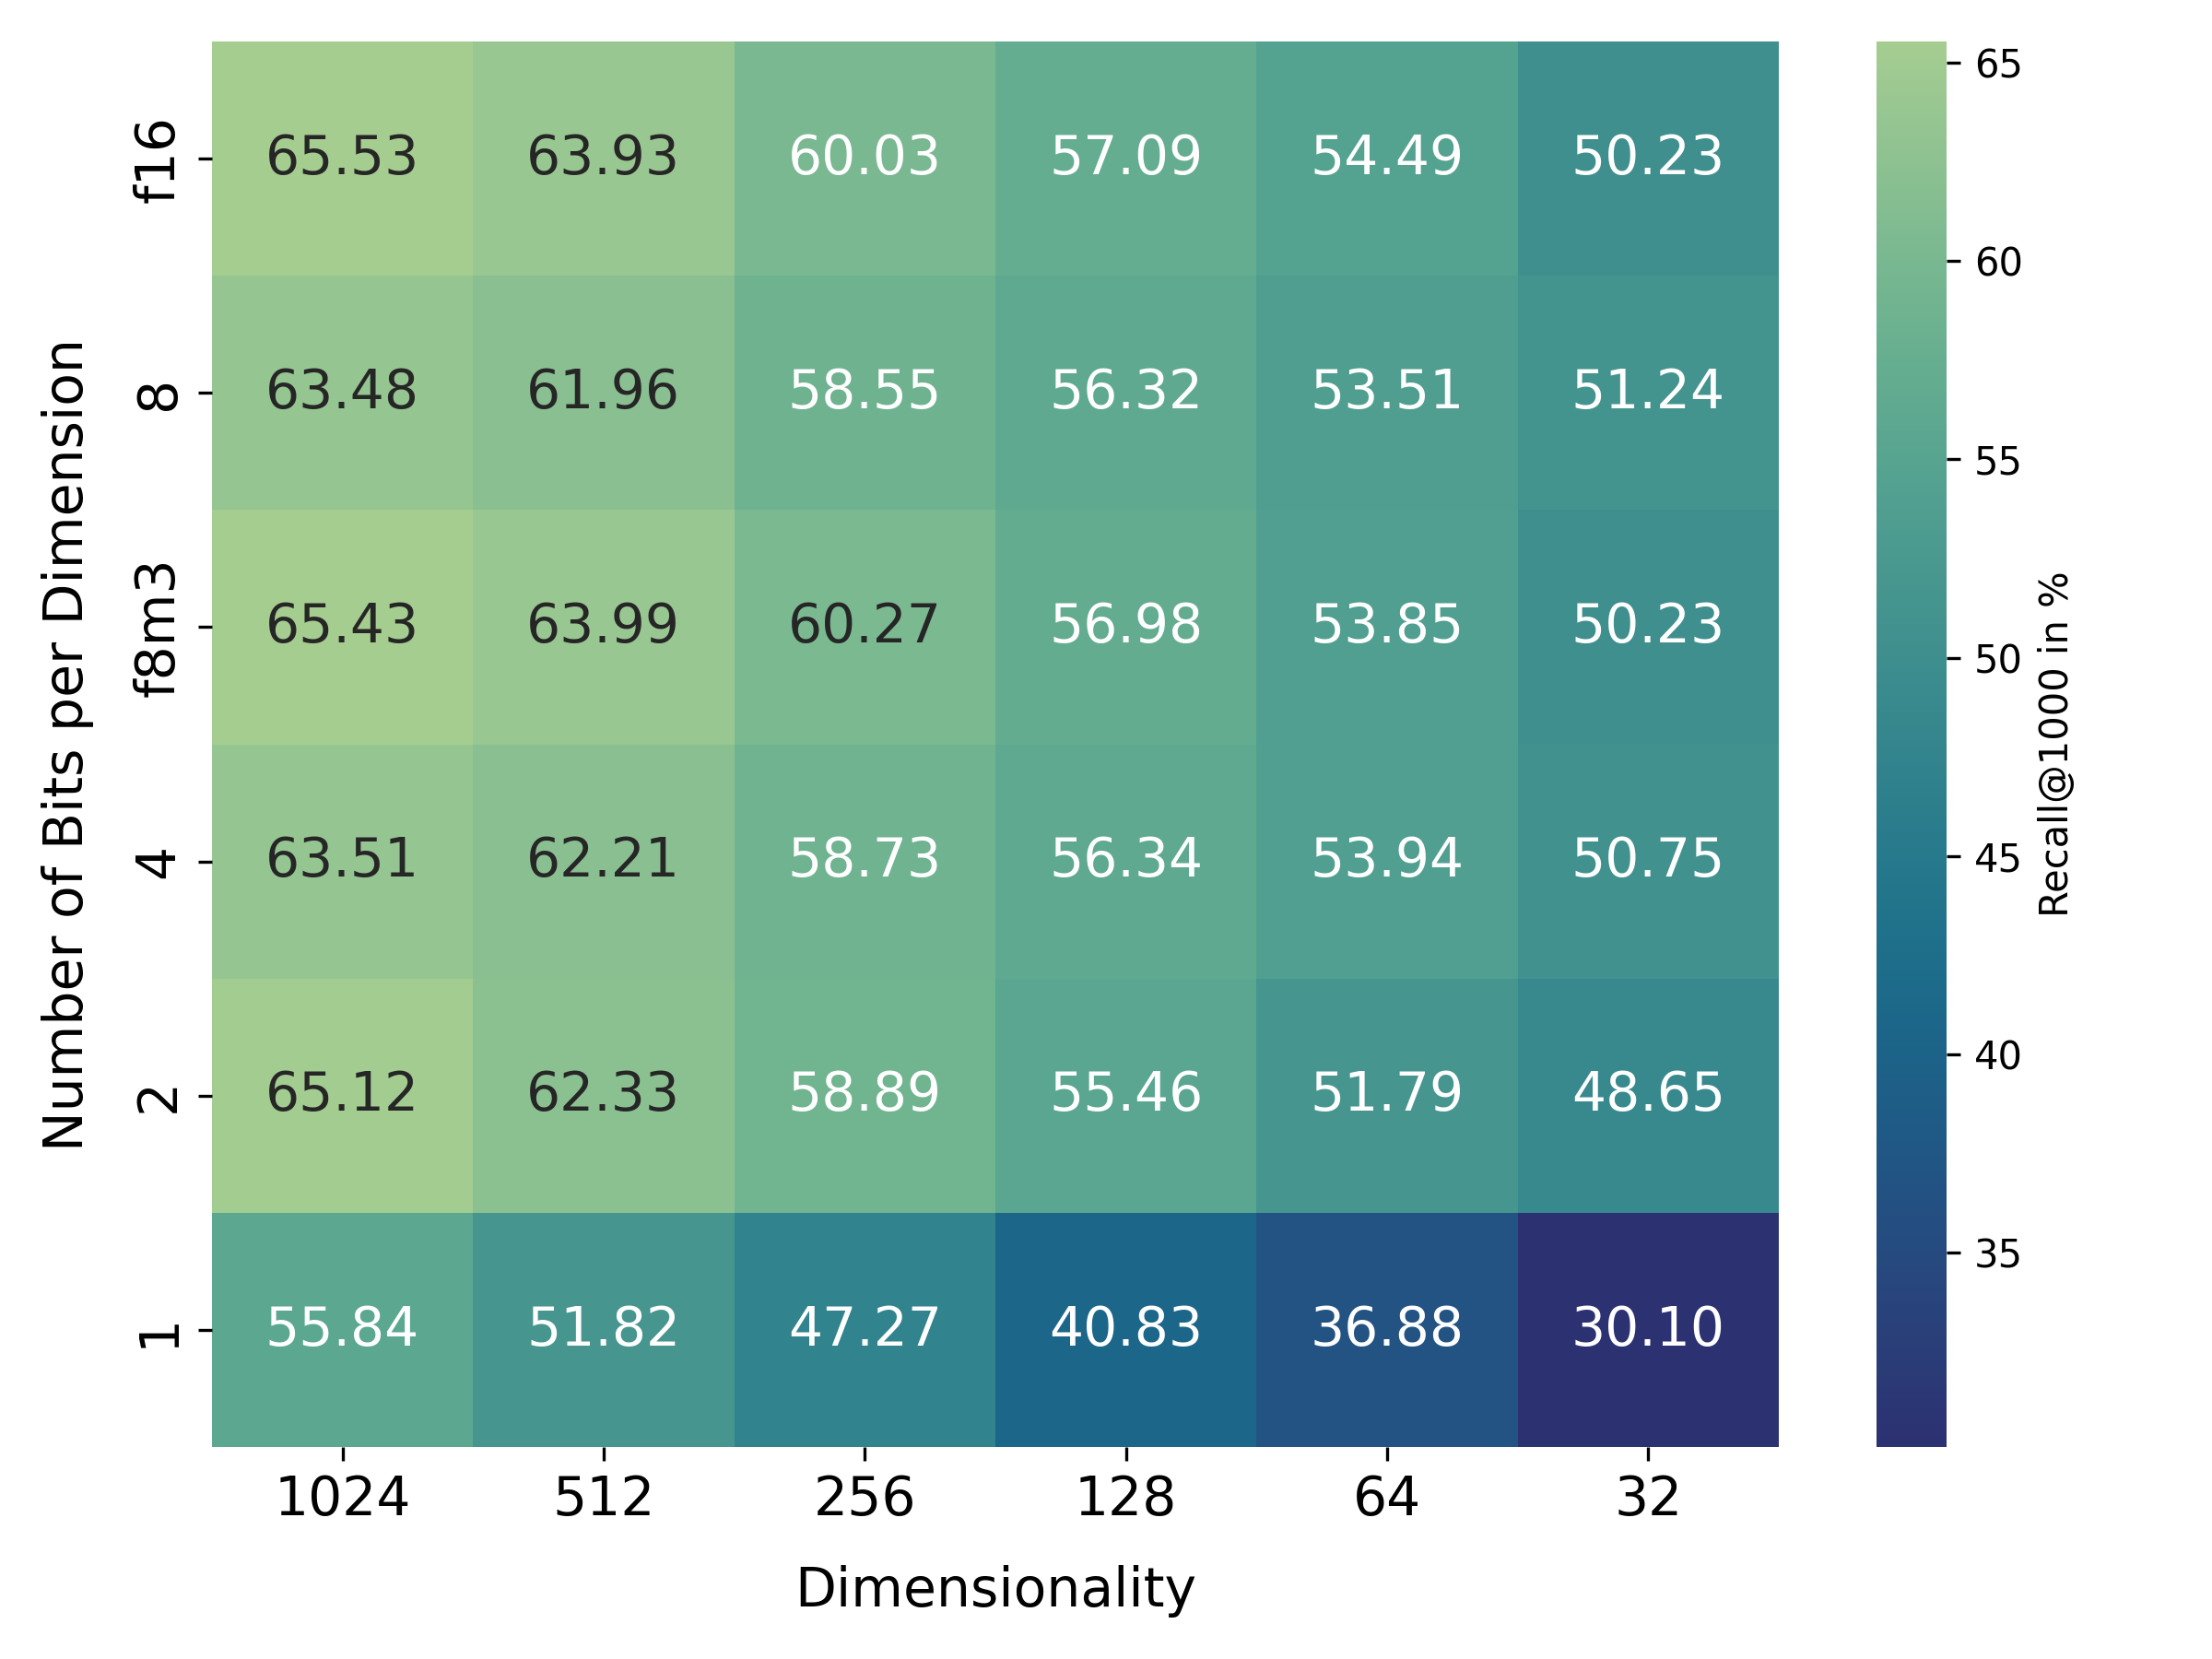 Number of Bits per Dimension
f16
65.53 63.93 60.03 57.09 54.49 50.23
8
63.48 61.96 58.55 56.32 53.51 51.24
f8m3
65.43 63.99 60.27 56.98 53.85 50.23
4
63.51 62.21 58.73 56.34 53.94 50.75
2
65.12 62.33 58.89 55.46 51.79 48.65
1
55.84 51.82 47.27 40.83 36.88 30.10
1024 512 256 128 64 32
Dimensionality
65
60
55
50
45
40
35
Recall@1000 in %